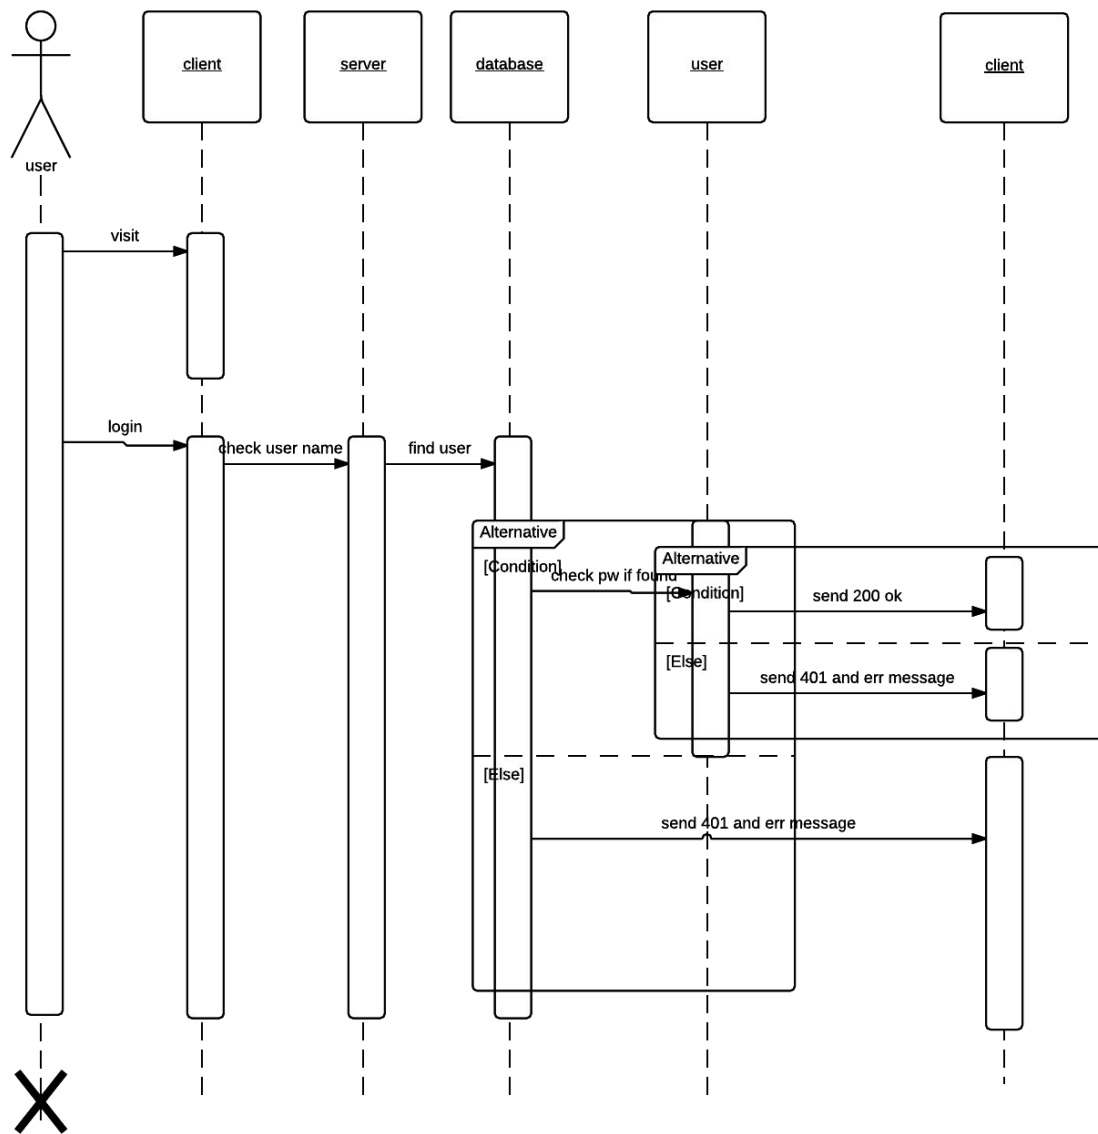 client
server
database
user
client
user
visit
login
check user name
find user
Alternative
[Condition]
check pw if found
Alternative
[Condition]
send 200 ok
[Else]
send 401 and err message
[Else]
send 401 and err message